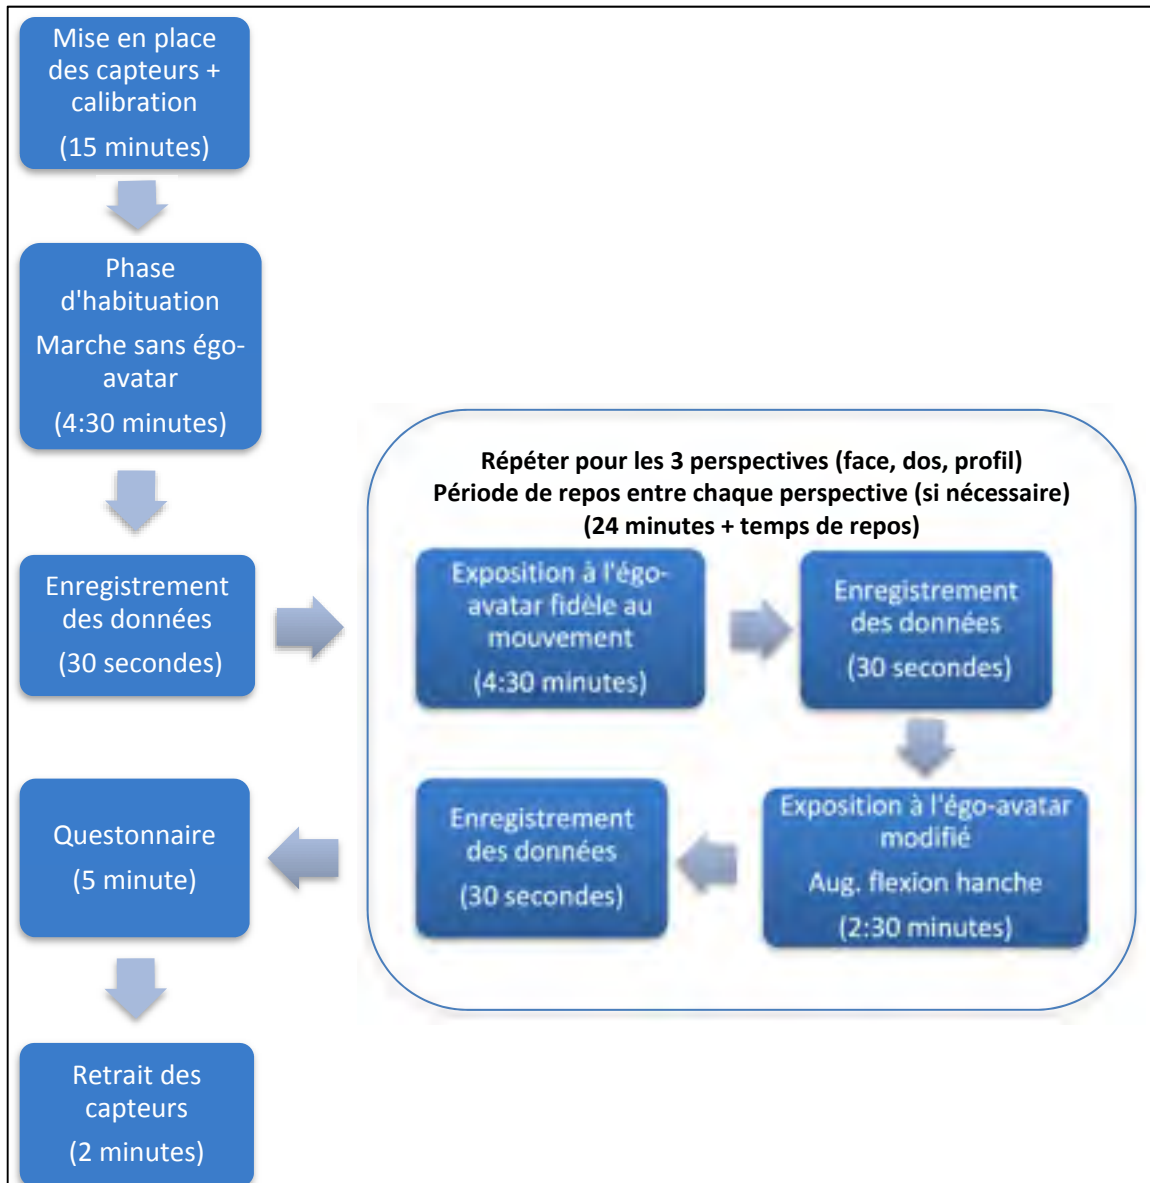 Mise en place
des capteurs +
calibration
(15 minutes)
Phase
d'habituation
Marche sans égo-
avatar
(4:30 minutes)
Enregistrement
des données
(30 secondes)
Répéter pour les 3 perspectives (face, dos, profil)
Période de repos entre chaque perspective (si nécessaire)
(24 minutes + temps de repos)
Exposition à l'égo-
avatar fidèle au
mouvement
(4:30 minutes)
Enregistrement
des données
(30 secondes)
Exposition à l'égo-avatar
modifié
Aug. flexion hanche
(2:30 minutes)
Enregistrement
des données
(30 secondes)
Questonnaire
(5 minute)
Retrait des
capteurs
(2 minutes)